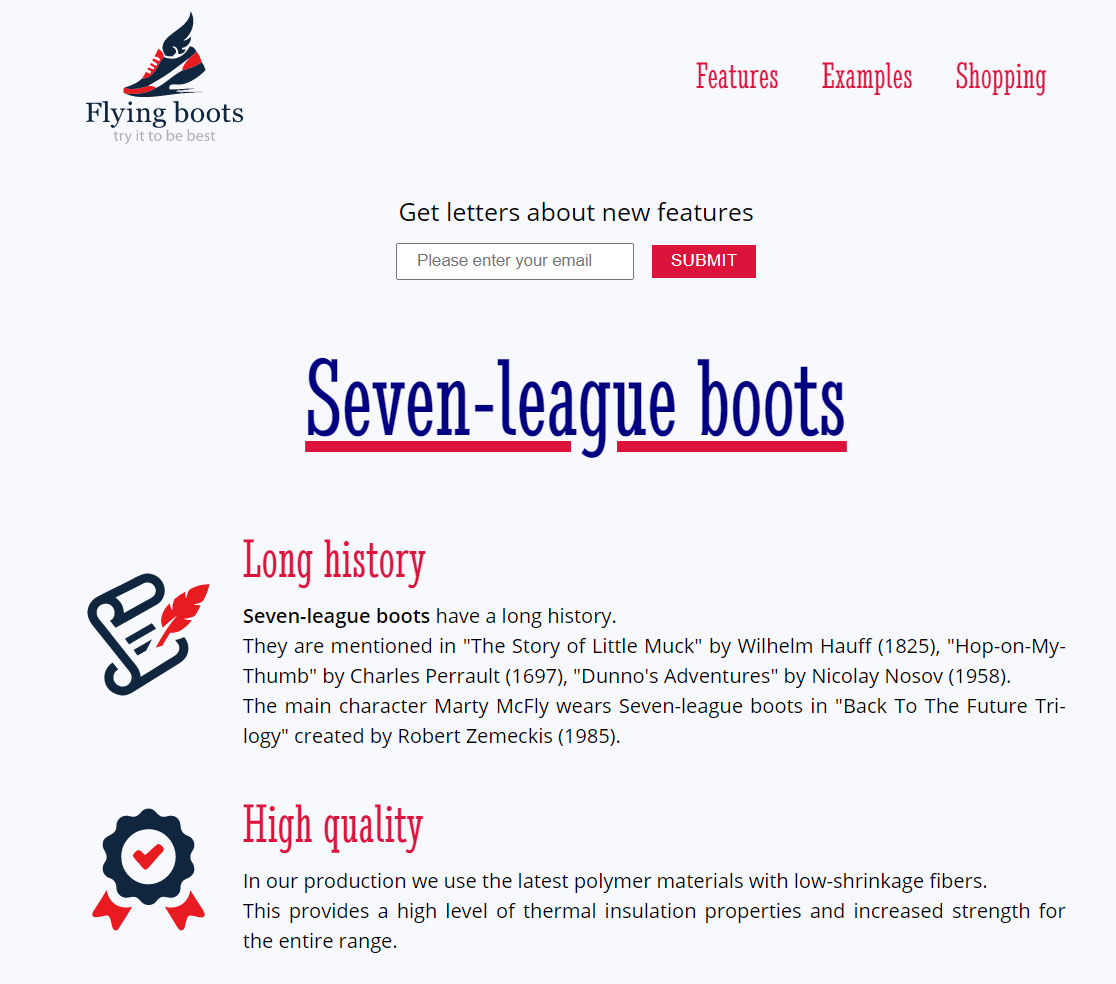 Flying boots
try it to be best
Features Examples Shopping
Get letters about new features
Please enter your email SUBMIT
Seven-league boots
Long history
Seven-league boots have a long history.
They are mentioned in "The Story of Little Muck" by Wilhelm Hauff (1825), "Hop-on-My-
Thumb" by Charles Perrault (1697), "Dunno's Adventures" by Nicolay Nosov (1958).
The main character Marty McFly wears Seven-league boots in "Back To The Future Tri-
logy" created by Robert Zemeckis (1985).
High quality
In our production we use the latest polymer materials with low-shrinkage fibers.
This provides a high level of thermal insulation properties and increased strength for
the entire range.